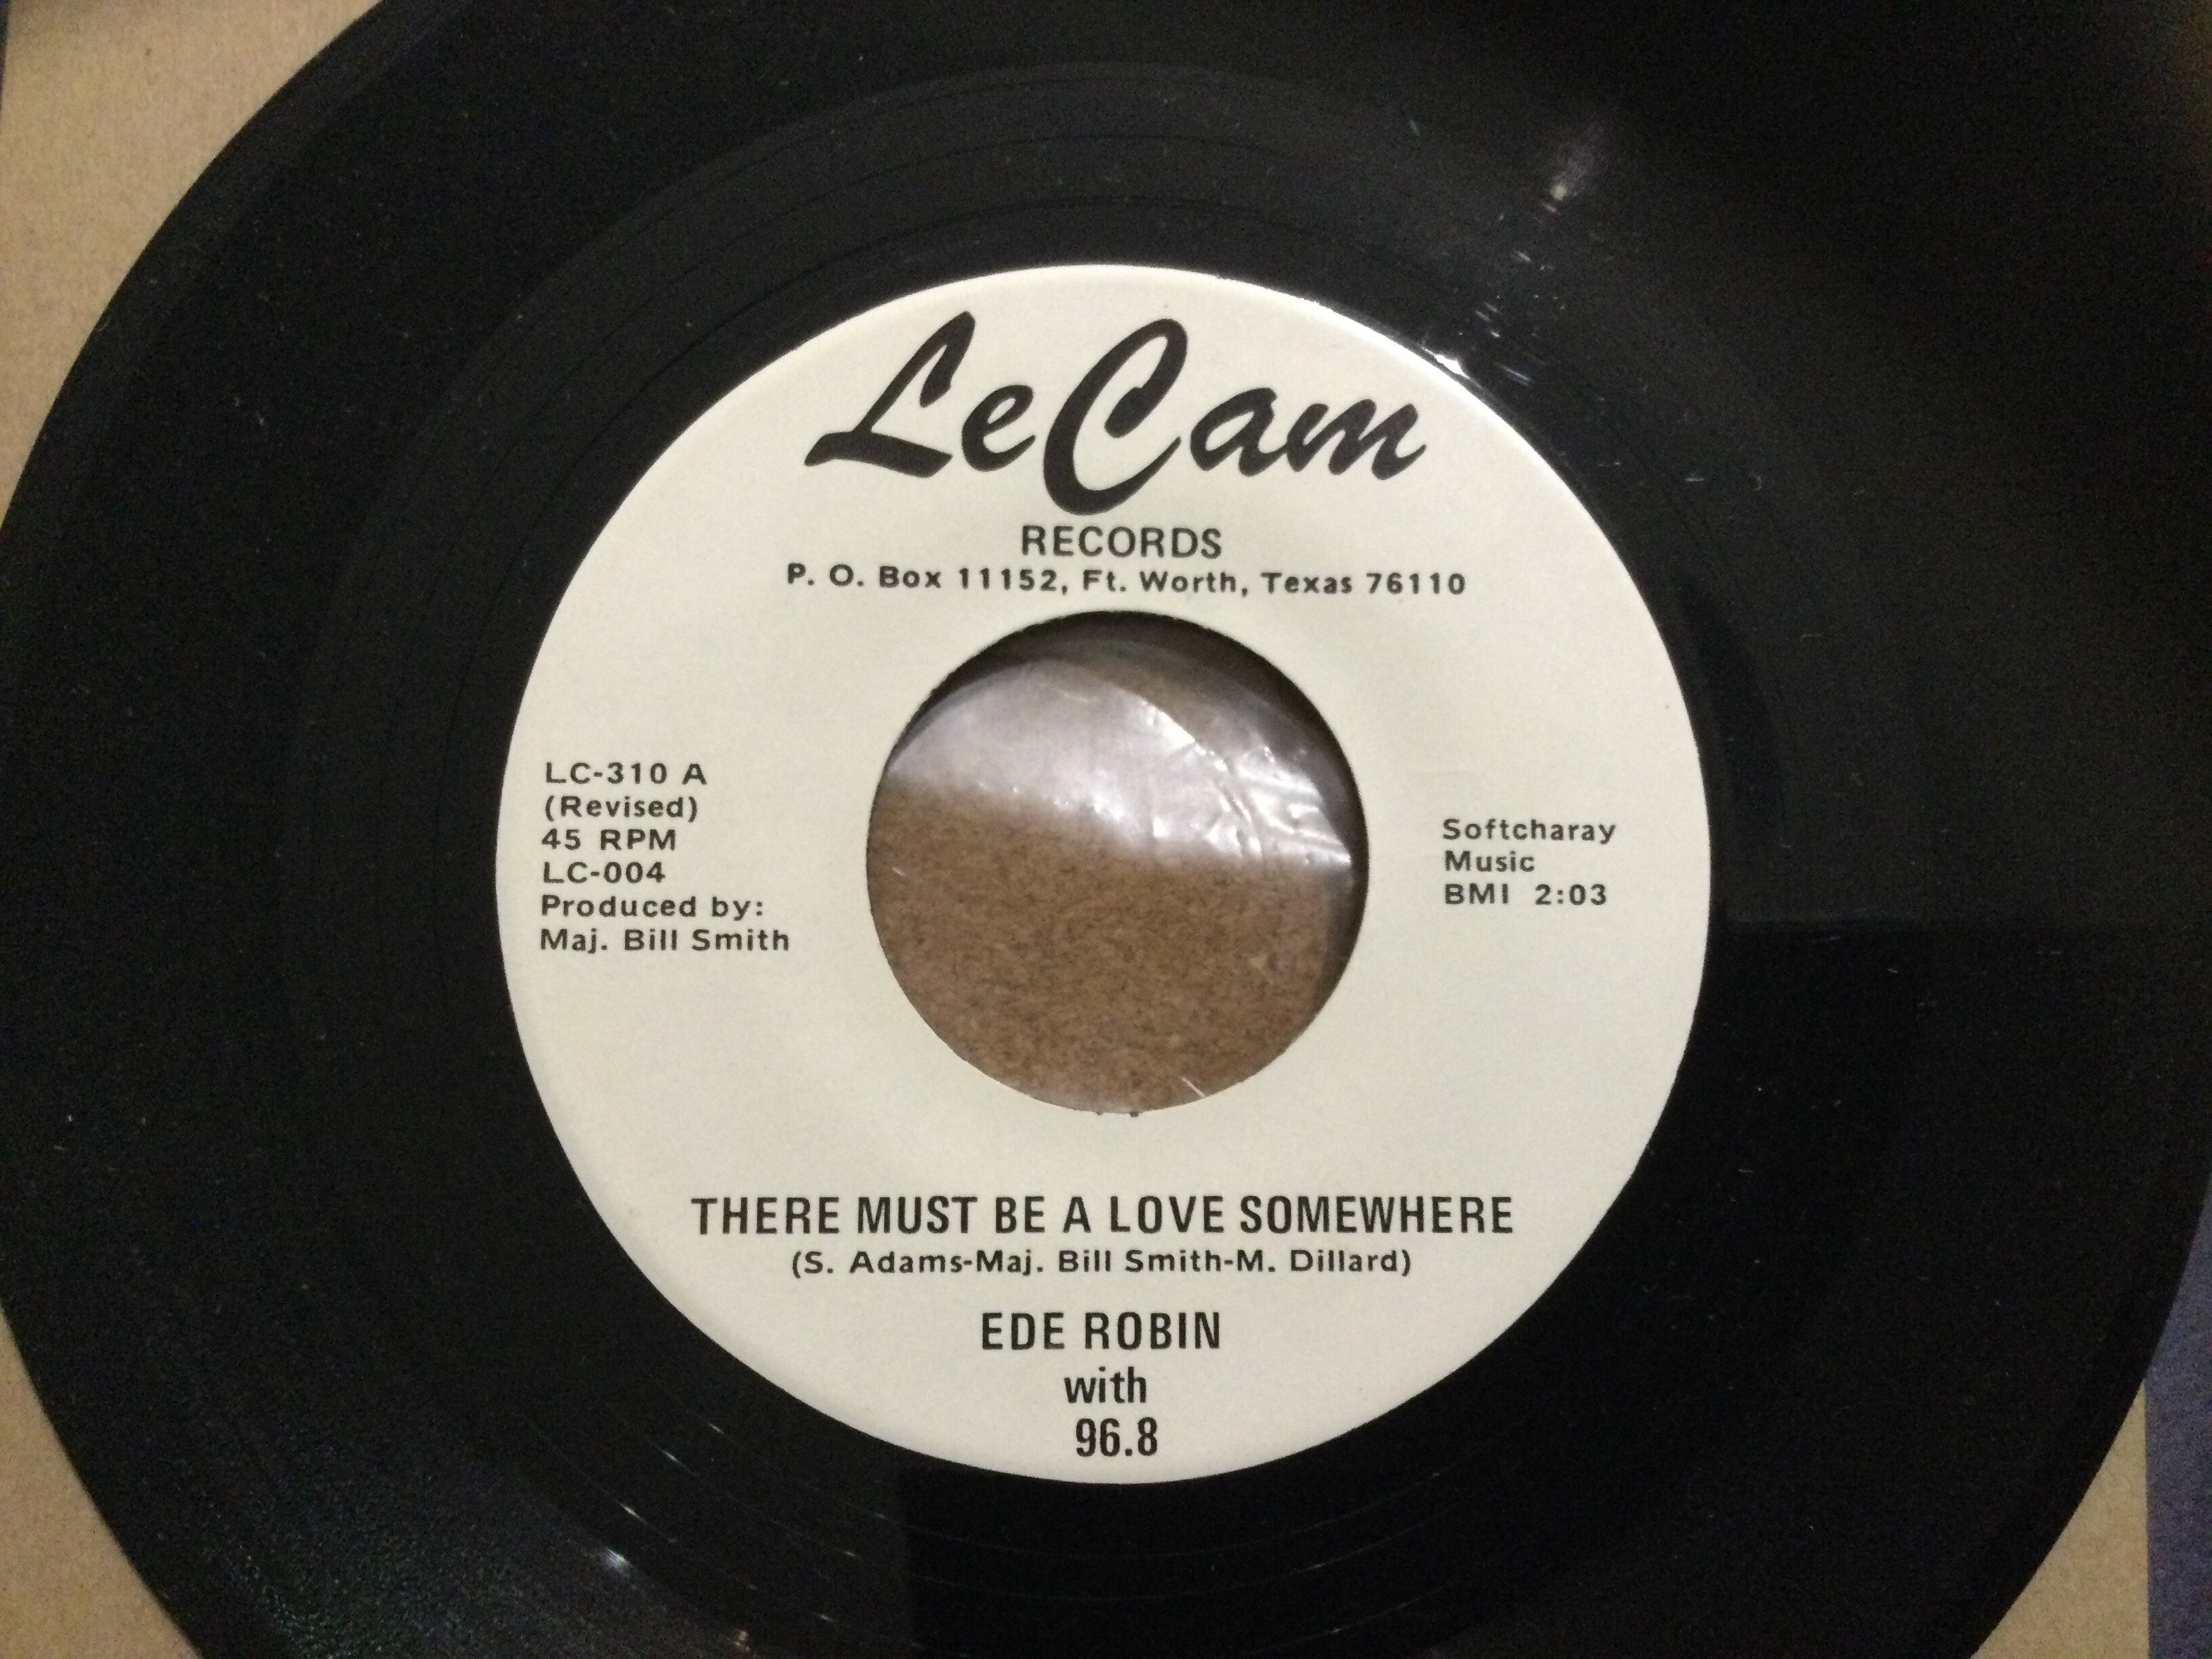 LeCam
RECORDS
P. O. Box 11152, Ft. Worth, Texas 76110
LC-310 A
(Revised)
45 RPM
LC-004
Produced by:
Maj. Bill Smith
Softcharay
Music
BMI 2:03
THERE MUST BE A LOVE SOMEWHERE
(S. Adams-Maj. Bill Smith-M. Dillard)
EDE ROBIN
with
96.8